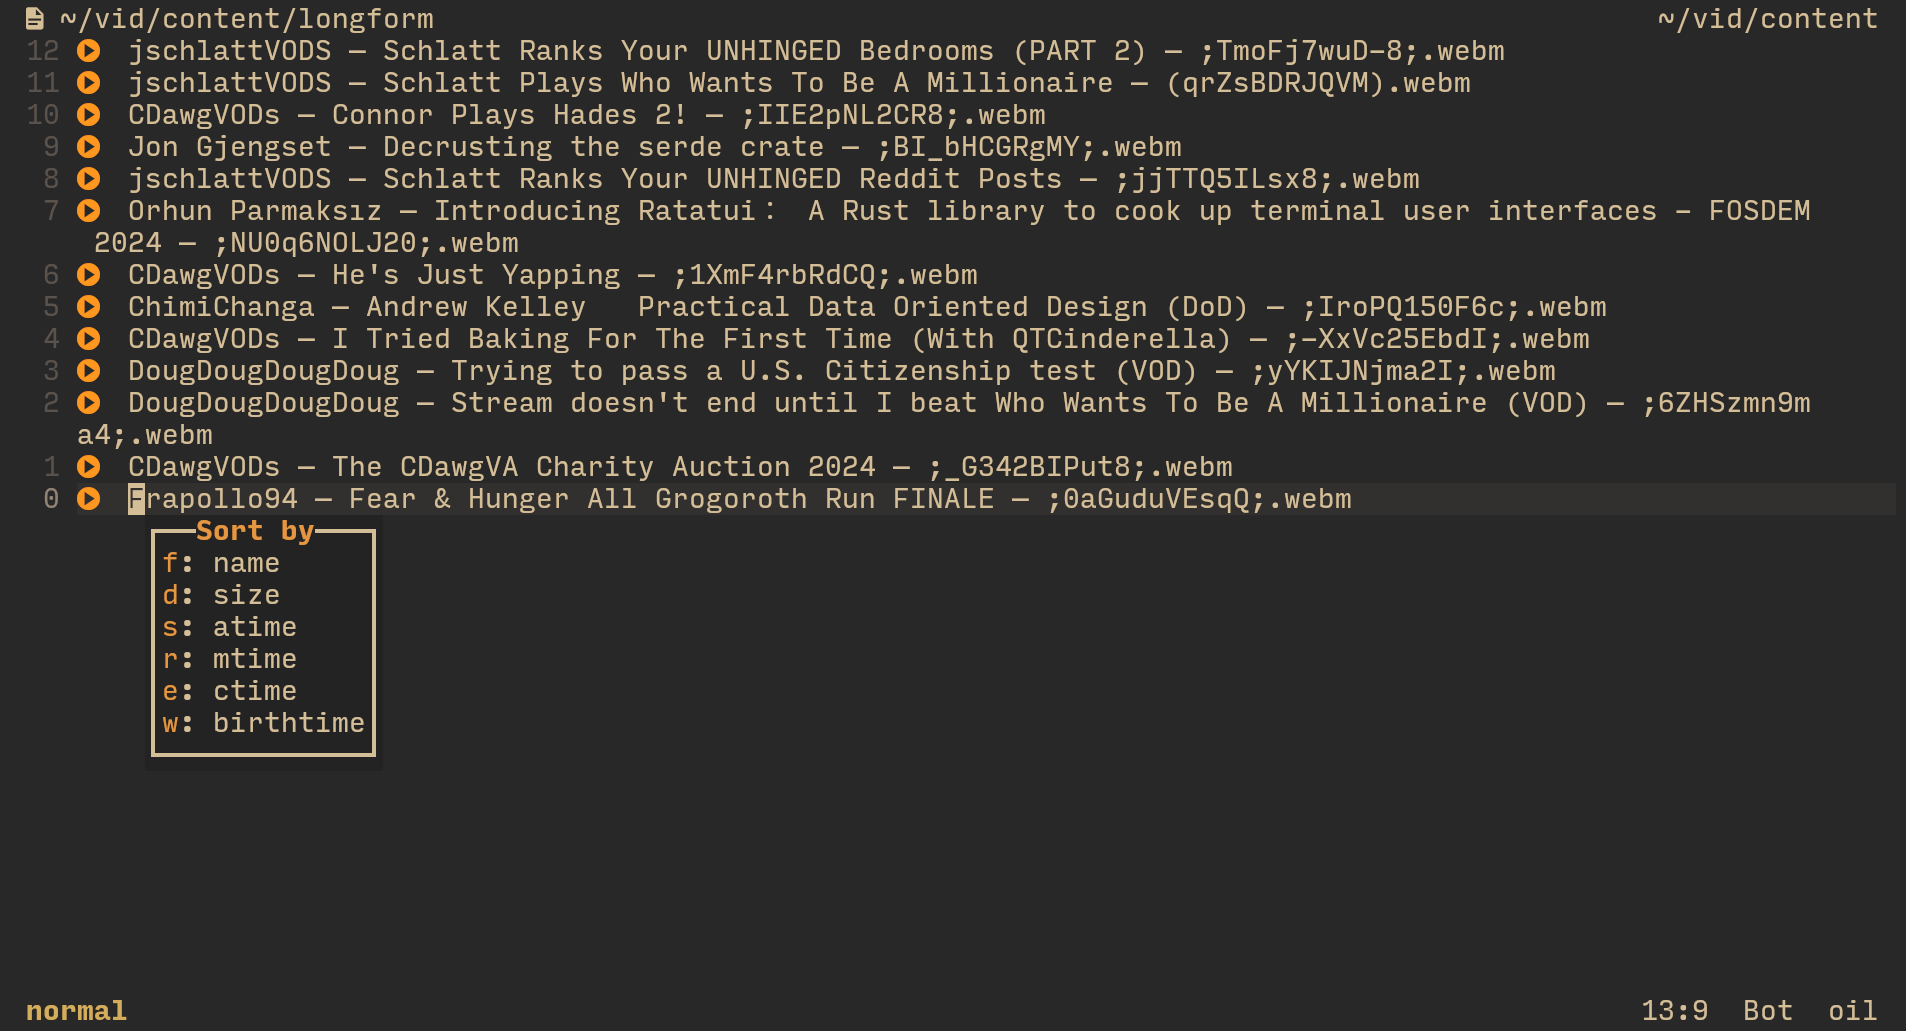 ~/vid/content/longform ~/vid/content
12 jschlattVODS — Schlatt Ranks Your UNHINGED Bedrooms (PART 2) — ;TmoFj7wuD-8;.webm
11 jschlattVODS — Schlatt Plays Who Wants To Be A Millionaire — (qrZsBDRJQVM).webm
10 CDawgVODs — Connor Plays Hades 2! — ;IIE2pNL2CR8;.webm
9 Jon Gjengset — Decrusting the serde crate — ;BI_bHCGRgMY;.webm
8 jschlattVODS — Schlatt Ranks Your UNHINGED Reddit Posts — ;jjTTQ5ILsx8;.webm
7 Orhun Parmaksız — Introducing Ratatui： A Rust library to cook up terminal user interfaces - FOSDEM
2024 — ;NU0q6NOLJ20;.webm
6 CDawgVODs — He's Just Yapping — ;1XmF4rbRdCQ;.webm
5 ChimiChanga — Andrew Kelley   Practical Data Oriented Design (DoD) — ;IroPQ150F6c;.webm
4 CDawgVODs — I Tried Baking For The First Time (With QTCinderella) — ;-XxVc25EbdI;.webm
3 DougDougDougDoug — Trying to pass a U.S. Citizenship test (VOD) — ;yYKIJNjma2I;.webm
2 DougDougDougDoug — Stream doesn't end until I beat Who Wants To Be A Millionaire (VOD) — ;6ZHSzmn9m
a4;.webm
1 CDawgVODs — The CDawgVA Charity Auction 2024 — ;_G342BIPut8;.webm
0 Frapollo94 — Fear & Hunger All Grogoroth Run FINALE — ;0aGuduVEsqQ;.webm
Sort by
f: name
d: size
s: atime
r: mtime
e: ctime
w: birthtime
normal 13:9 Bot oil